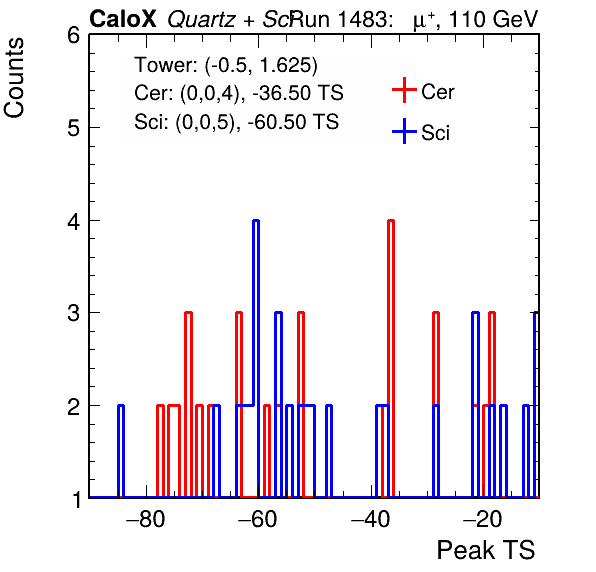 CaloX Quartz + Sci Run 1483: μ⁺, 110 GeV
Counts
6
5
4
3
2
1
Tower: (-0.5, 1.625)
Cer: (0,0,4), -36.50 TS
Sci: (0,0,5), -60.50 TS
Cer
Sci
−80 −60 −40 −20
Peak TS